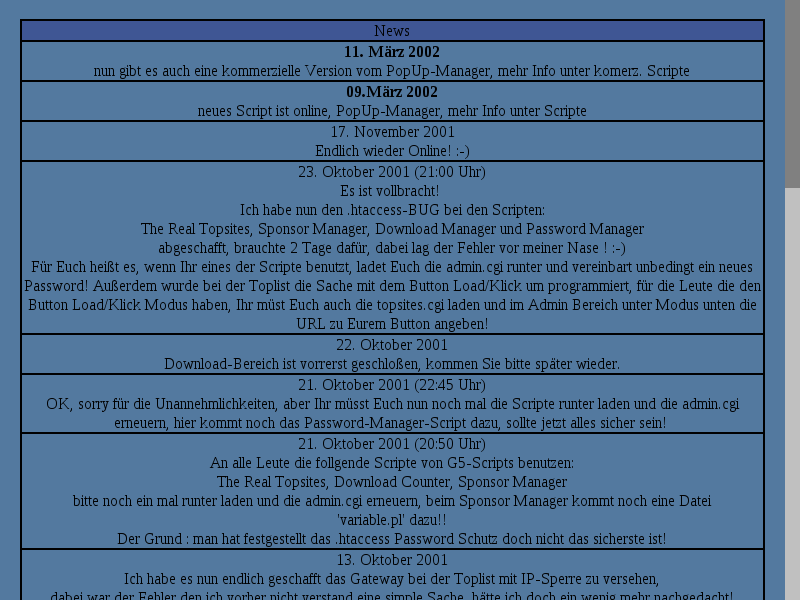 News
11. März 2002
nun gibt es auch eine kommerzielle Version vom PopUp-Manager, mehr Info unter komerz. Scripte
09.März 2002
neues Script ist online, PopUp-Manager, mehr Info unter Scripte
17. November 2001
Endlich wieder Online! :-)
23. Oktober 2001 (21:00 Uhr)
Es ist vollbracht!
Ich habe nun den .htaccess-BUG bei den Scripten:
The Real Topsites, Sponsor Manager, Download Manager und Password Manager
abgeschafft, brauchte 2 Tage dafür, dabei lag der Fehler vor meiner Nase ! :-)
Für Euch heißt es, wenn Ihr eines der Scripte benutzt, ladet Euch die admin.cgi runter und vereinbart unbedingt ein neues
Password! Außerdem wurde bei der Toplist die Sache mit dem Button Load/Klick um programmiert, für die Leute die den
Button Load/Klick Modus haben, Ihr müst Euch auch die topsites.cgi laden und im Admin Bereich unter Modus unten die
URL zu Eurem Button angeben!
22. Oktober 2001
Download-Bereich ist vorrerst geschloßen, kommen Sie bitte später wieder.
21. Oktober 2001 (22:45 Uhr)
OK, sorry für die Unannehmlichkeiten, aber Ihr müsst Euch nun noch mal die Scripte runter laden und die admin.cgi
erneuern, hier kommt noch das Password-Manager-Script dazu, sollte jetzt alles sicher sein!
21. Oktober 2001 (20:50 Uhr)
An alle Leute die follgende Scripte von G5-Scripts benutzen:
The Real Topsites, Download Counter, Sponsor Manager
bitte noch ein mal runter laden und die admin.cgi erneuern, beim Sponsor Manager kommt noch eine Datei
'variable.pl' dazu!!
Der Grund : man hat festgestellt das .htaccess Password Schutz doch nicht das sicherste ist!
13. Oktober 2001
Ich habe es nun endlich geschafft das Gateway bei der Toplist mit IP-Sperre zu versehen,
dabei war der Fehler den ich vorher nicht verstand eine simple Sache, hätte ich doch ein wenig mehr nachgedacht!